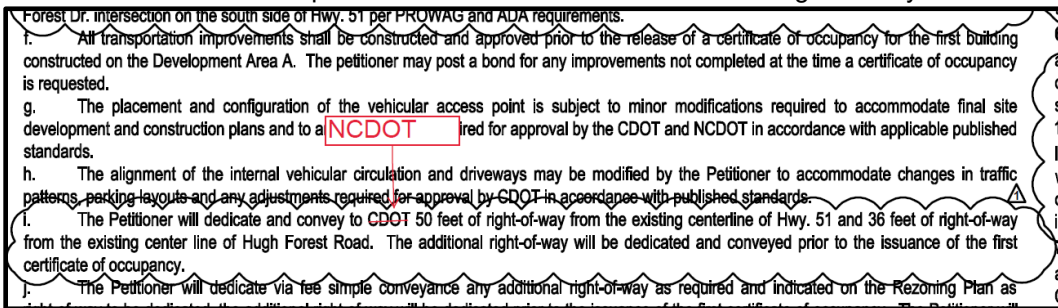 Forest Dr. intersection on the south side of Hwy. 51 per PROWAG and ADA requirements.
f. All transportation improvements shall be constructed and approved prior to the release of a certificate of occupancy for the first building
constructed on the Development Area A. The petitioner may post a bond for any improvements not completed at the time a certificate of occupancy
is requested.
g. The placement and configuration of the vehicular access point is subject to minor modifications required to accommodate final site
development and construction plans and to a NCDOT ired for approval by the CDOT and NCDOT in accordance with applicable published
standards.
h. The alignment of the internal vehicular circulation and driveways may be modified by the Petitioner to accommodate changes in traffic
patterns, parking layouts and any adjustments required for approval by CDOT in accordance with published standards.
i. The Petitioner will dedicate and convey to CDOT 50 feet of right-of-way from the existing centerline of Hwy. 51 and 36 feet of right-of-way
from the existing center line of Hugh Forest Road. The additional right-of-way will be dedicated and conveyed prior to the issuance of the first
certificate of occupancy.
j. The Petitioner will dedicate via fee simple conveyance any additional right-of-way as required and indicated on the Rezoning Plan as